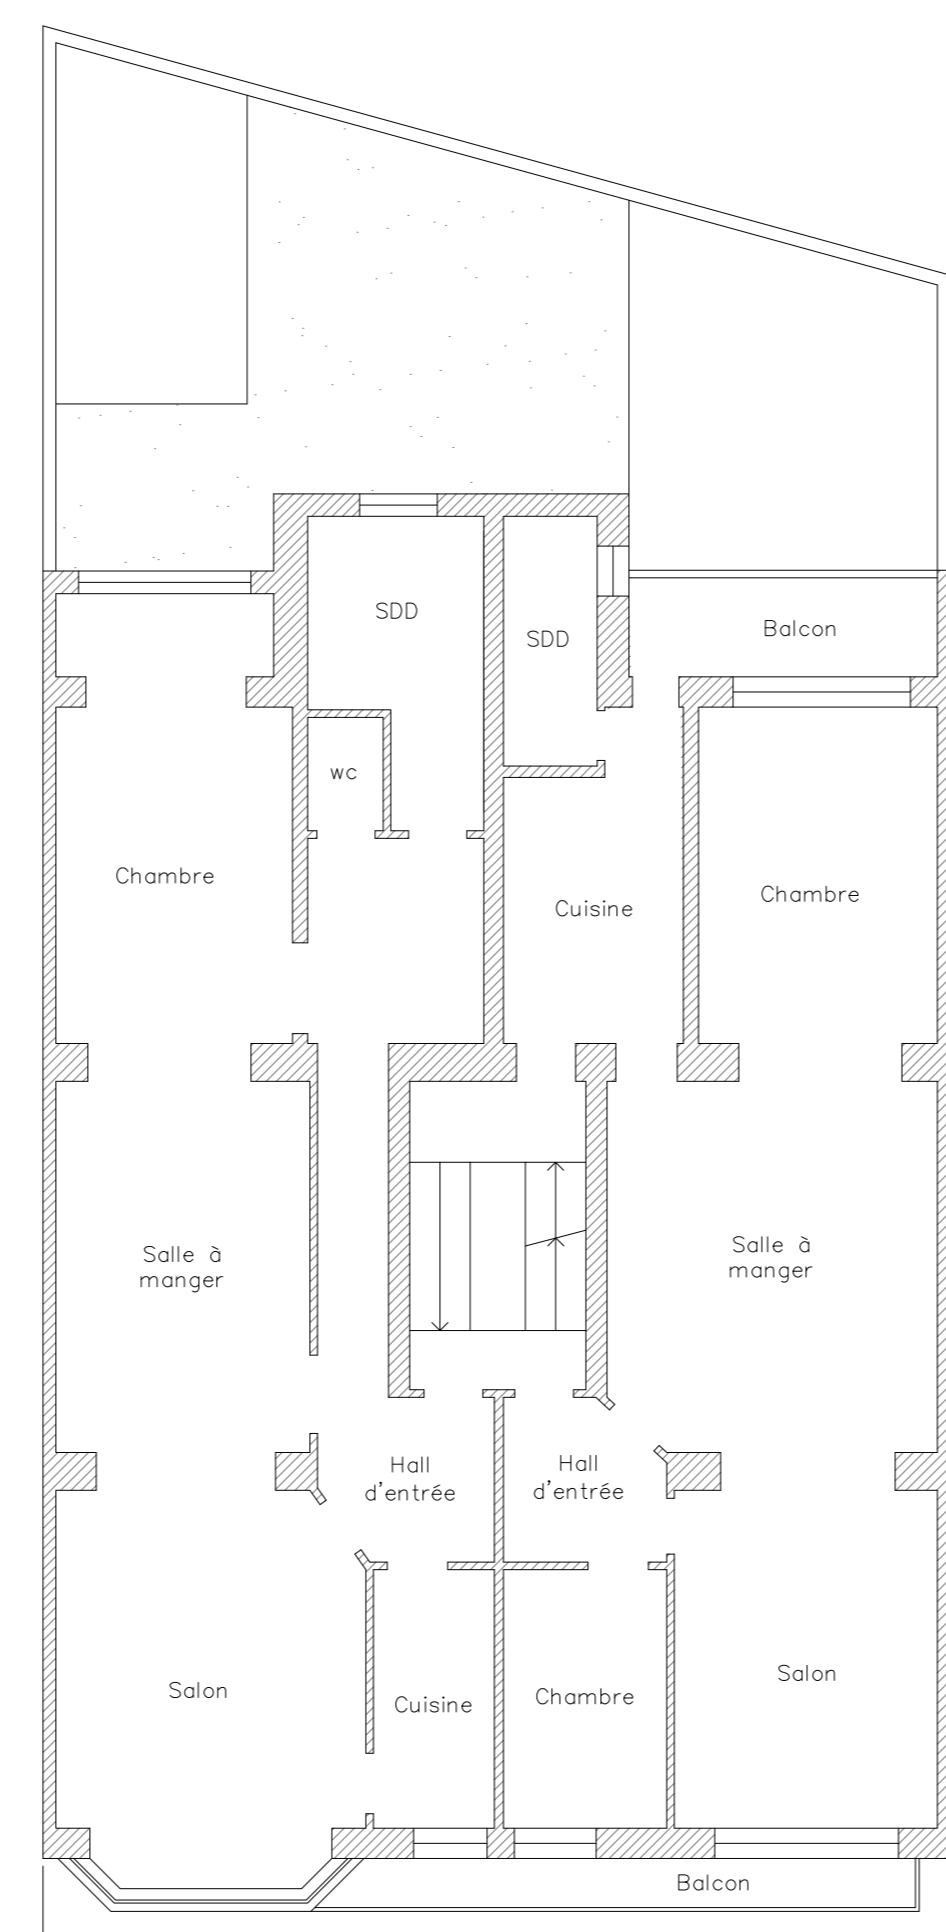 SDD
SDD
Balcon
wc
Chambre
Cuisine
Chambre
Salle à
manger
Salle à
manger
Hall
d'entrée
Hall
d'entrée
Salon
Cuisine
Chambre
Salon
Balcon